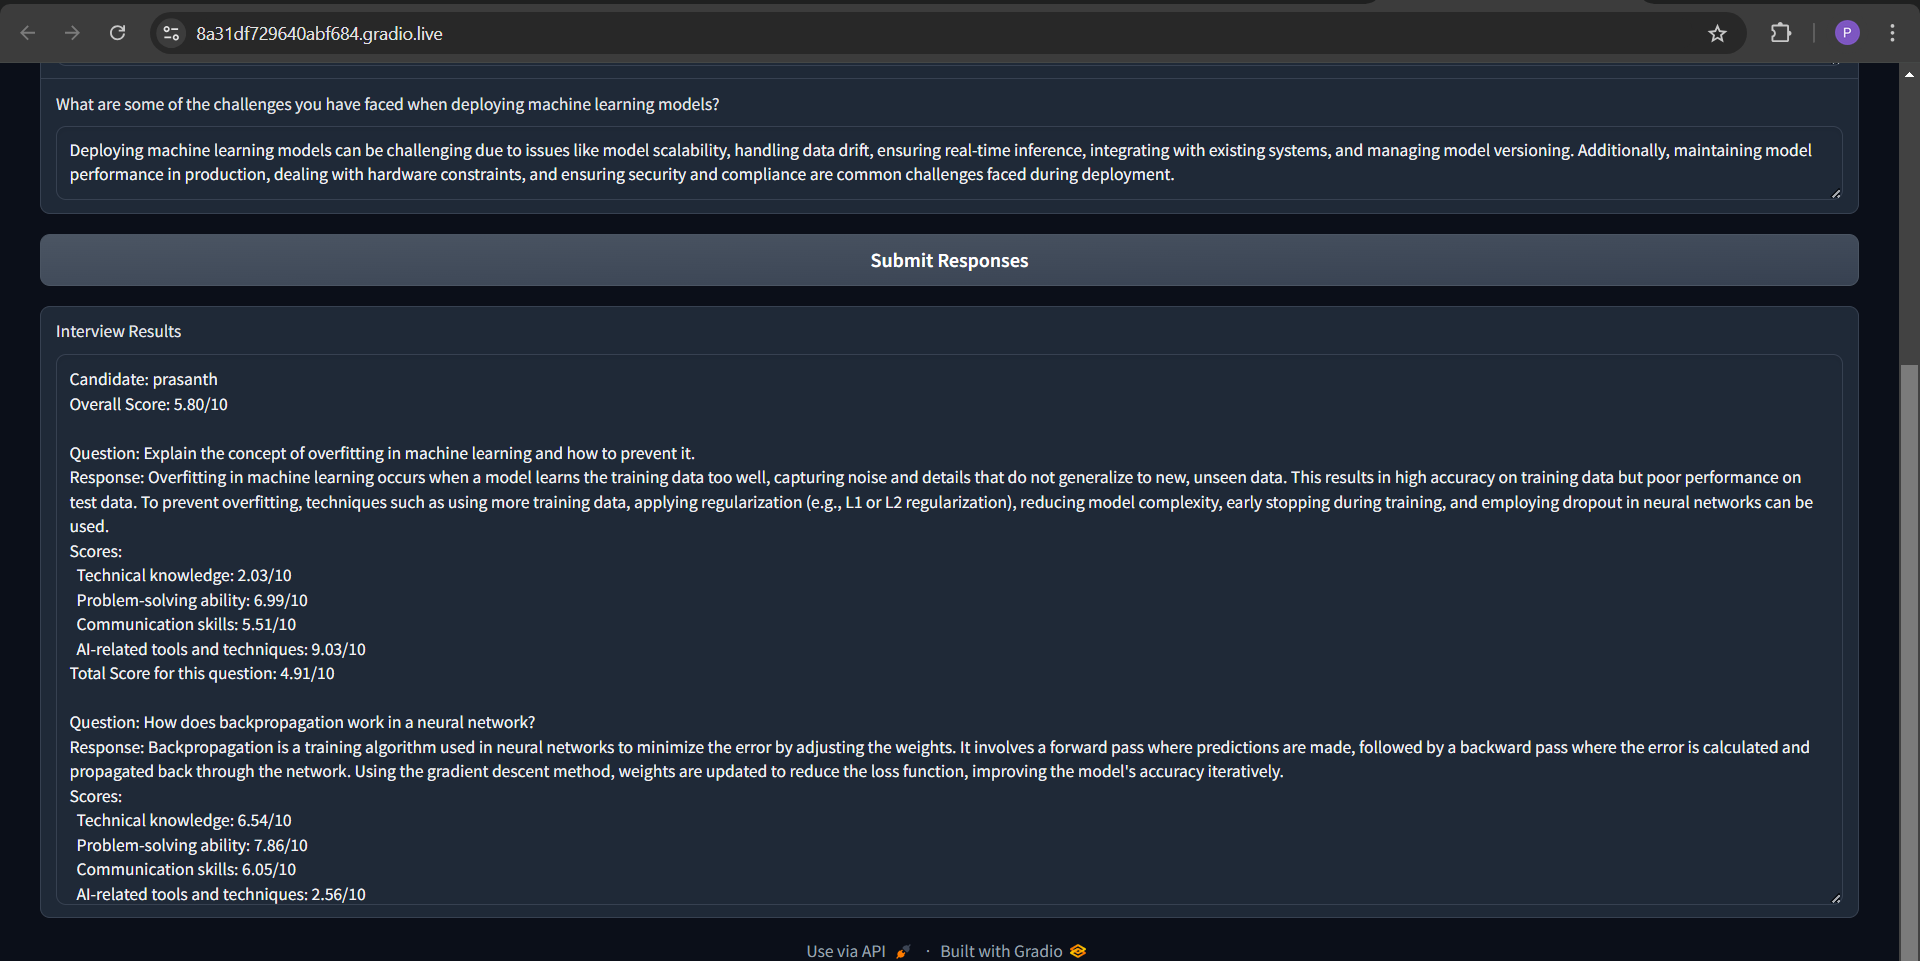 8a31df729640abf684.gradio.live
P
What are some of the challenges you have faced when deploying machine learning models?
Deploying machine learning models can be challenging due to issues like model scalability, handling data drift, ensuring real-time inference, integrating with existing systems, and managing model versioning. Additionally, maintaining model
performance in production, dealing with hardware constraints, and ensuring security and compliance are common challenges faced during deployment.
Submit Responses
Interview Results
Candidate: prasanth
Overall Score: 5.80/10
Question: Explain the concept of overfitting in machine learning and how to prevent it.
Response: Overfitting in machine learning occurs when a model learns the training data too well, capturing noise and details that do not generalize to new, unseen data. This results in high accuracy on training data but poor performance on
test data. To prevent overfitting, techniques such as using more training data, applying regularization (e.g., L1 or L2 regularization), reducing model complexity, early stopping during training, and employing dropout in neural networks can be
used.
Scores:
Technical knowledge: 2.03/10
Problem-solving ability: 6.99/10
Communication skills: 5.51/10
AI-related tools and techniques: 9.03/10
Total Score for this question: 4.91/10
Question: How does backpropagation work in a neural network?
Response: Backpropagation is a training algorithm used in neural networks to minimize the error by adjusting the weights. It involves a forward pass where predictions are made, followed by a backward pass where the error is calculated and
propagated back through the network. Using the gradient descent method, weights are updated to reduce the loss function, improving the model's accuracy iteratively.
Scores:
Technical knowledge: 6.54/10
Problem-solving ability: 7.86/10
Communication skills: 6.05/10
AI-related tools and techniques: 2.56/10
Use via API · Built with Gradio